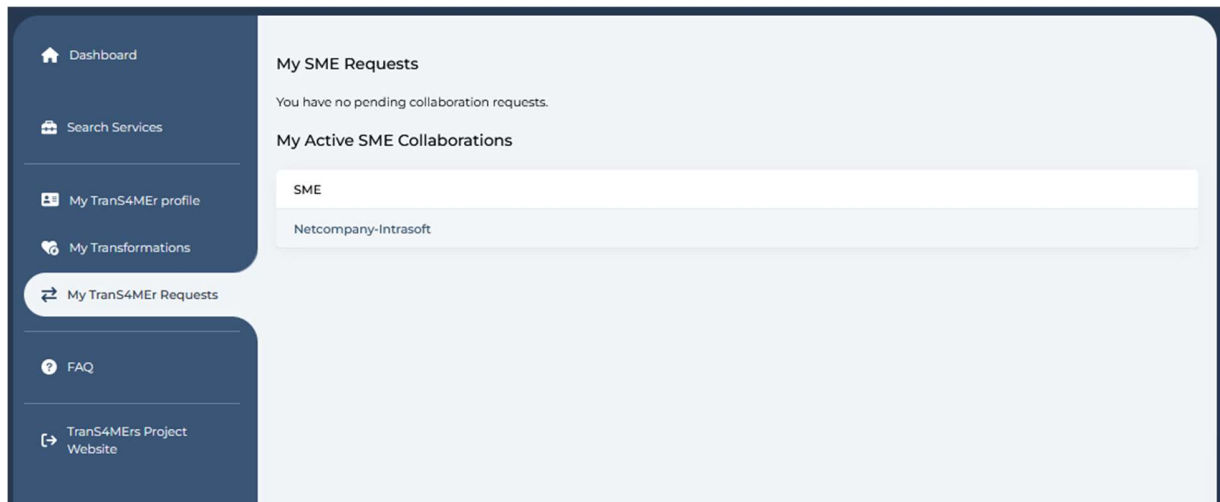 Dashboard
Search Services
My TranS4MEr profile
My Transformations
My TranS4MEr Requests
FAQ
TranS4MErs Project
Website
My SME Requests
You have no pending collaboration requests.
My Active SME Collaborations
SME
Netcompany-Intrasoft